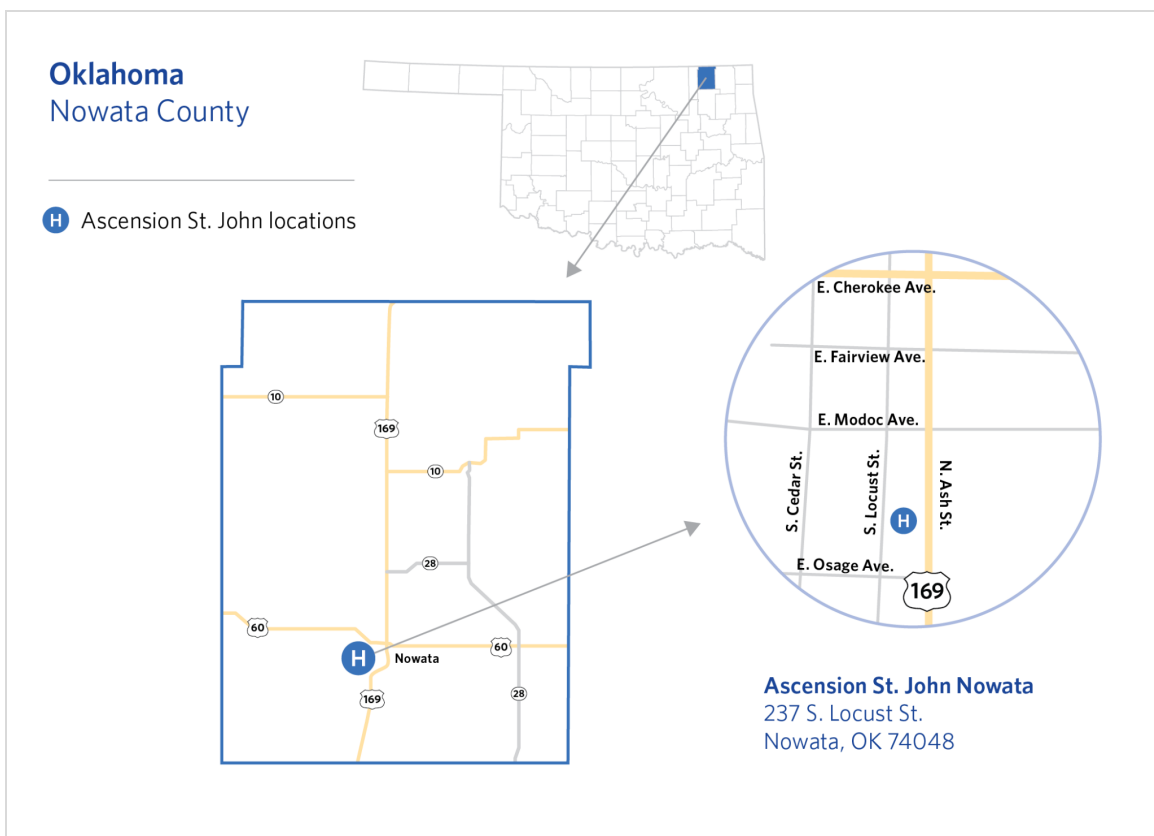 Oklahoma
Nowata County
H Ascension St. John locations
10
169
10
28
60
H
Nowata
60
169
28
E. Cherokee Ave.
E. Fairview Ave.
E. Modoc Ave.
S. Cedar St.
S. Locust St.
N. Ash St.
H
E. Osage Ave.
169
Ascension St. John Nowata
237 S. Locust St.
Nowata, OK 74048